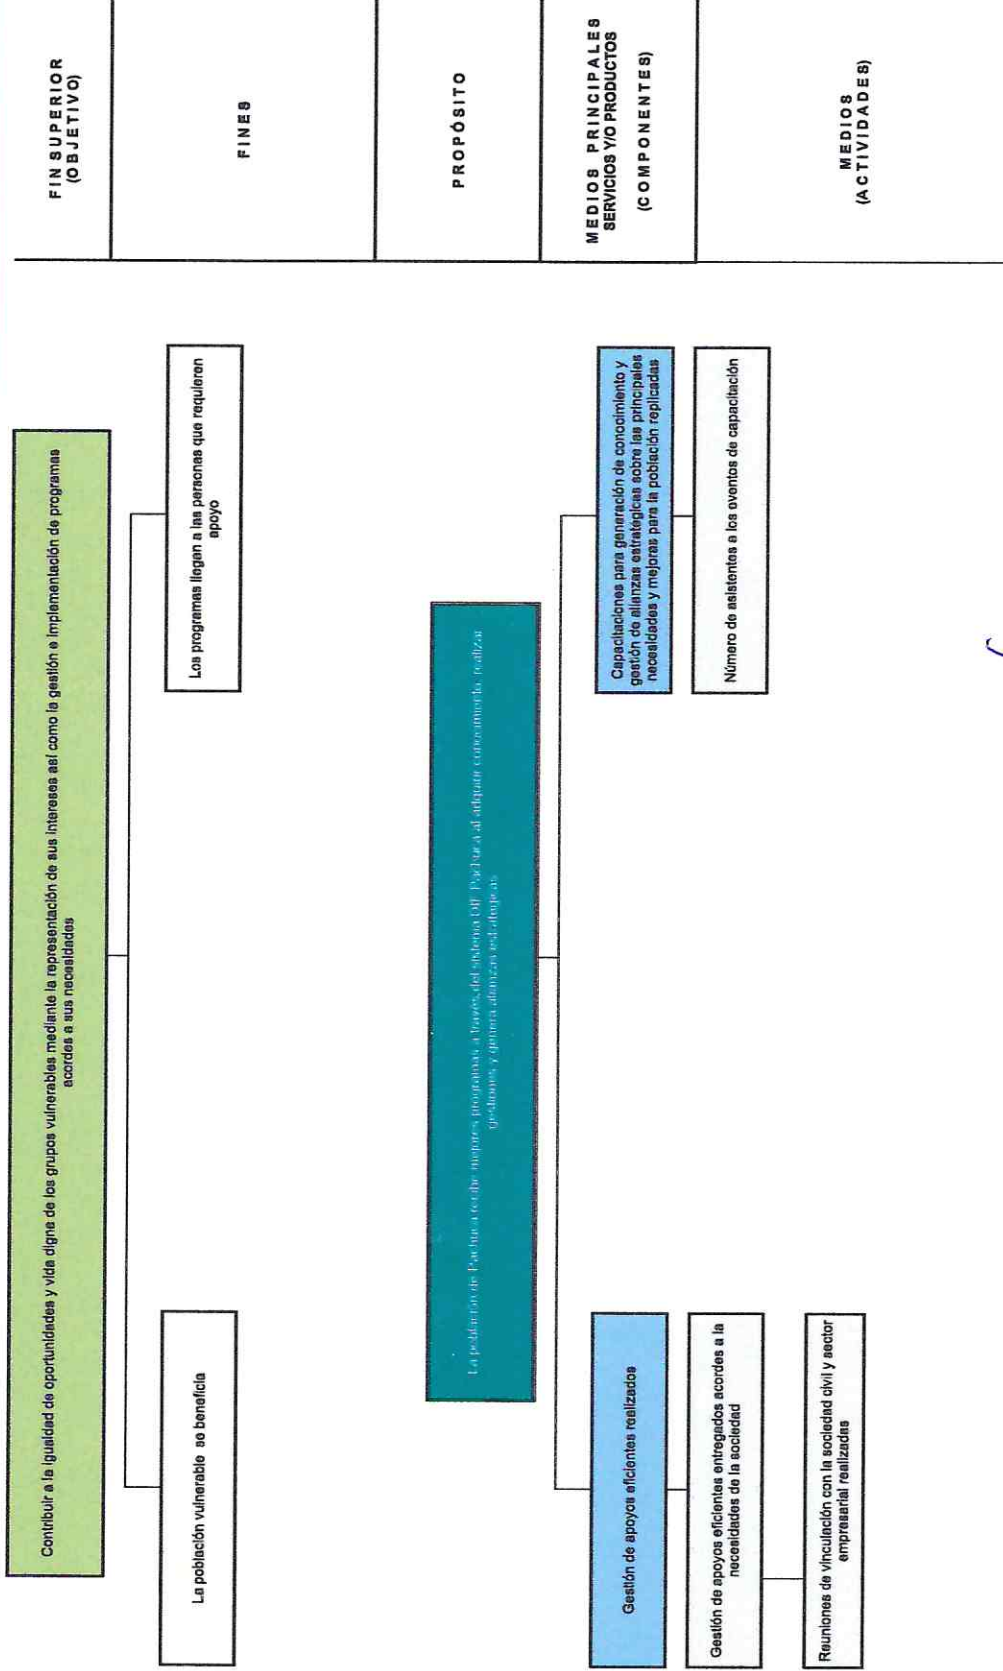 FIN SUPERIOR
(OBJETIVO)
Contribuir a la igualdad de oportunidades y vida digna de los grupos vulnerables mediante la representación de sus intereses así como la gestión e implementación de programas
acordes a sus necesidades
FINES
La población vulnerable se beneficia
Los programas llegan a las personas que requieren
apoyo
PROPÓSITO
La población de Pachuca recibe mejores programas a través del sistema DIF Pachuca al adquirir conocimiento, realizar
gestiones y genera alianzas estratégicas
MEDIOS PRINCIPALES
SERVICIOS Y/O PRODUCTOS
(COMPONENTES)
Gestión de apoyos eficientes realizados
Capacitaciones para generación de conocimiento y
gestión de alianzas estratégicas sobre las principales
necesidades y mejoras para la población replicadas
MEDIOS
(ACTIVIDADES)
Gestión de apoyos eficientes entregados acordes a la
necesidades de la sociedad
Número de asistentes a los eventos de capacitación
Reuniones de vinculación con la sociedad civil y sector
empresarial realizadas